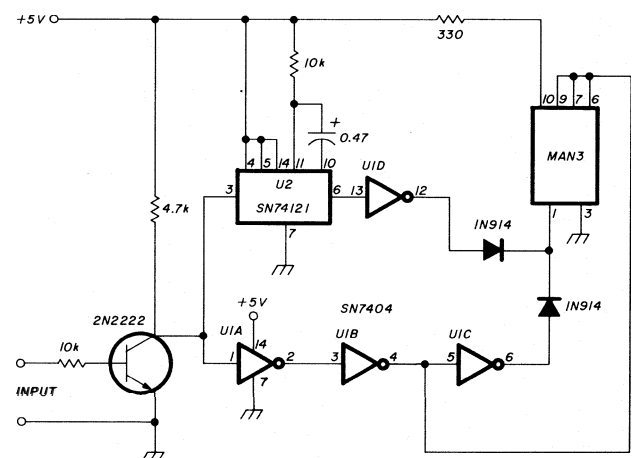 +5V
330
10k
+
0.47
10 9 7 6
MAN3
1 3
4 5 14 11 10
U2
SN74121
3
6
7
13
U1D
12
1N914
4.7k
1N914
SN7404
+5V
2N2222
U1A
14
1
2
7
U1B
3
4
U1C
5
6
10k
INPUT